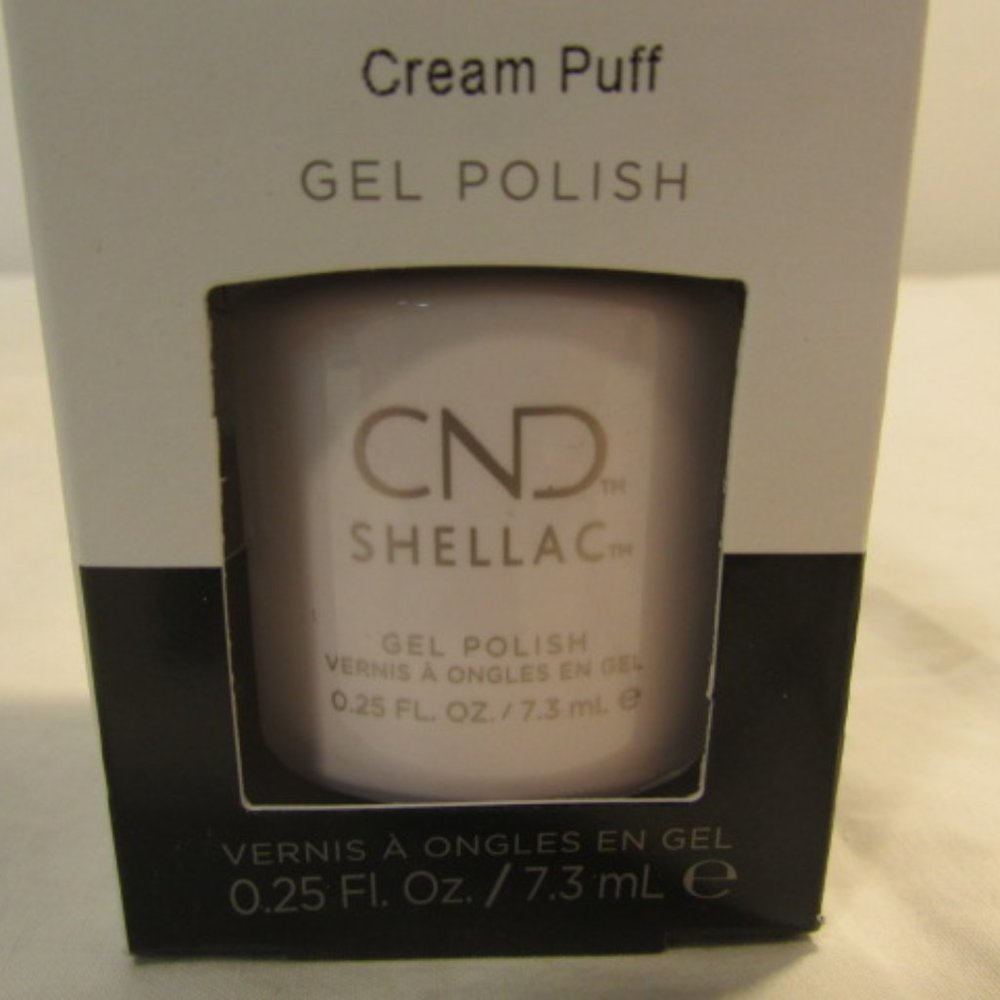 Cream Puff
GEL POLISH
CND™
SHELLAC™
GEL POLISH
VERNIS À ONGLES EN GEL
0.25 FL. OZ. / 7.3 mL ℮
VERNIS À ONGLES EN GEL
0.25 Fl. Oz. / 7.3 mL ℮